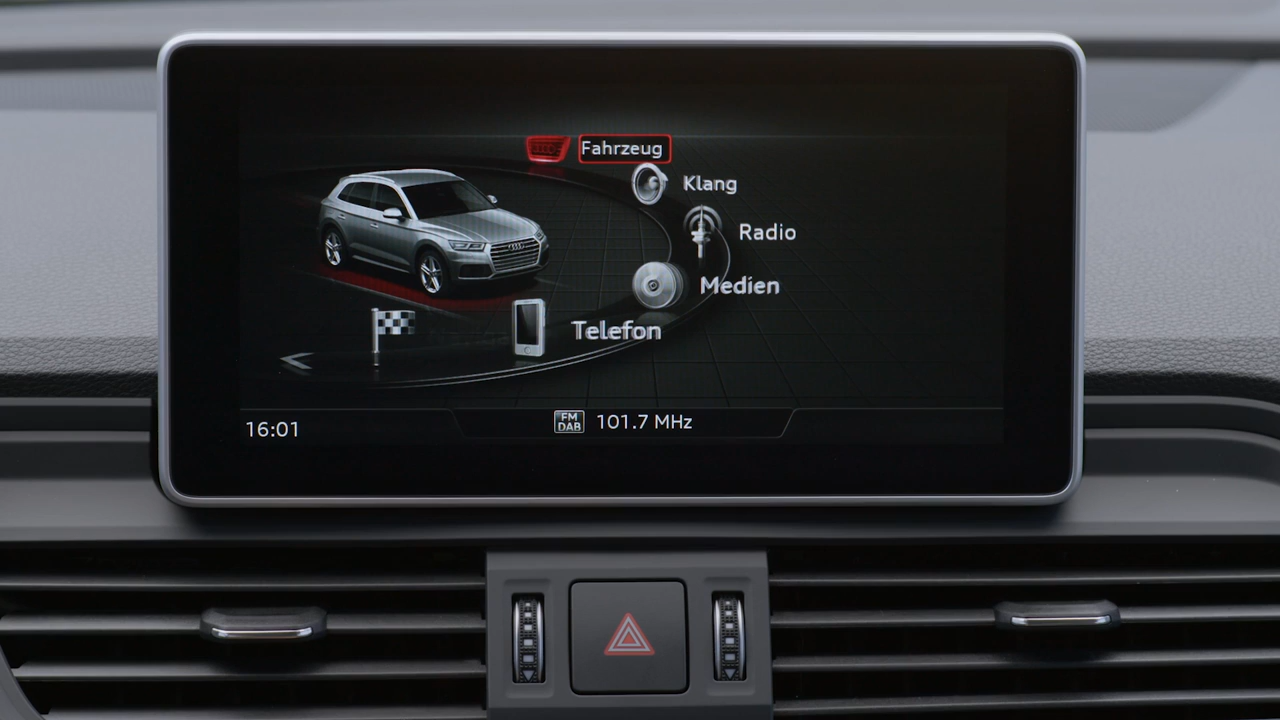 Fahrzeug
Klang
Radio
Medien
Telefon
16:01
FM
DAB
101.7 MHz